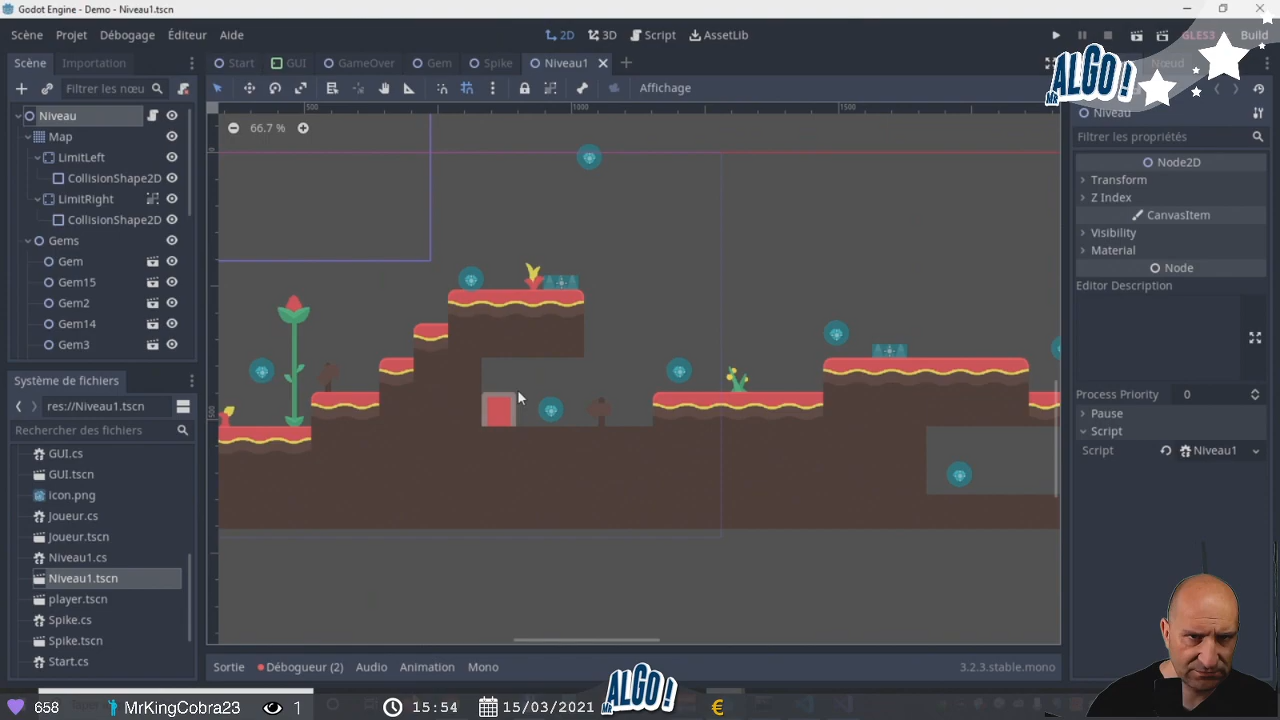 Godot Engine - Demo - Niveau1.tscn
Scène Projet Débogage Éditeur Aide
2D 3D Script AssetLib
GLES3 Build
Scène Importation
Start GUI GameOver Gem Spike Niveau1
Nœud
MR ALGO!
Filtrer les nœu
Affichage
Niveau
Map
LimitLeft
CollisionShape2D
LimitRight
CollisionShape2D
Gems
Gem
Gem15
Gem2
Gem14
Gem3
66.7 %
500 1000 1500
Niveau
Filtrer les propriétés
Node2D
Transform
Z Index
CanvasItem
Visibility
Material
Node
Editor Description
Process Priority 0
Pause
Script
Script Niveau1
Système de fichiers
res://Niveau1.tscn
Rechercher des fichiers
GUI.cs
GUI.tscn
icon.png
Joueur.cs
Joueur.tscn
Niveau1.cs
Niveau1.tscn
player.tscn
Spike.cs
Spike.tscn
Start.cs
Sortie Débogueur (2) Audio Animation Mono
3.2.3.stable.mono
658 MrKingCobra23 1 15:54 15/03/2021 MR ALGO! €